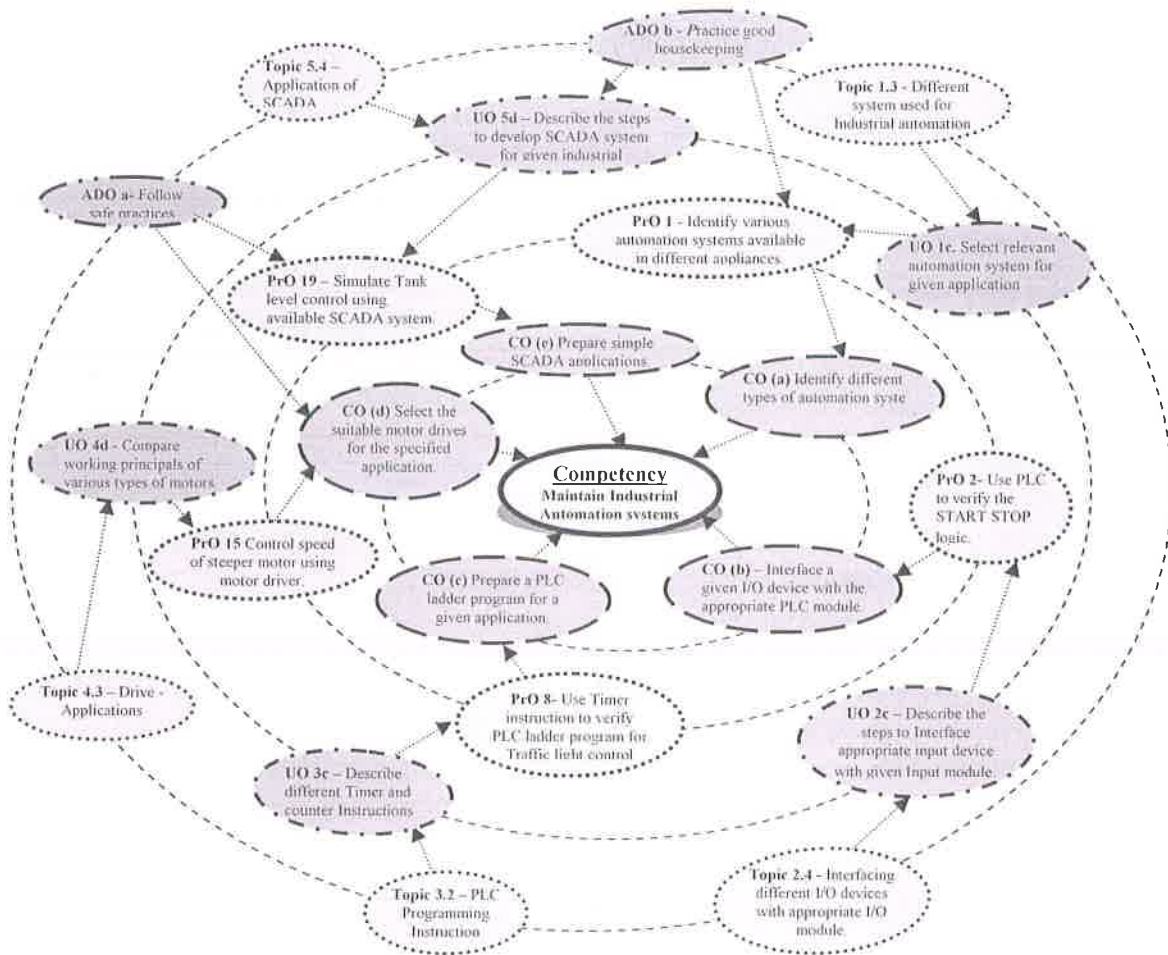 ADO b - Practice good
housekeeping
Topic 5.4 –
Application of
SCADA
Topic 1.3 - Different
system used for
Industrial automation
UO 5d – Describe the steps
to develop SCADA system
for given industrial
ADO a- Follow
safe practices
PrO 1 - Identify various
automation systems available
in different appliances
UO 1c. Select relevant
automation system for
given application
PrO 19 – Simulate Tank
level control using
available SCADA system.
CO (e) Prepare simple
SCADA applications
CO (a) Identify different
types of automation syste
CO (d) Select the
suitable motor drives
for the specified
application.
UO 4d - Compare
working principals of
various types of motors
Competency
Maintain Industrial
Automation systems
PrO 2- Use PLC
to verify the
START STOP
logic.
PrO 15 Control speed
of steeper motor using
motor driver.
CO (c) Prepare a PLC
ladder program for a
given application.
CO (b) – Interface a
given I/O device with the
appropriate PLC module.
Topic 4.3 – Drive -
Applications
PrO 8- Use Timer
instruction to verify
PLC ladder program for
Traffic light control
UO 2c – Describe the
steps to Interface
appropriate input device
with given Input module.
UO 3c – Describe
different Timer and
counter Instructions
Topic 3.2 – PLC
Programming
Instruction
Topic 2.4 - Interfacing
different I/O devices
with appropriate I/O
module.